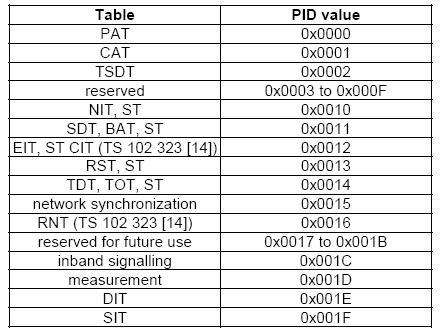 Table PID value
PAT 0x0000
CAT 0x0001
TSDT 0x0002
reserved 0x0003 to 0x000F
NIT, ST 0x0010
SDT, BAT, ST 0x0011
EIT, ST CIT (TS 102 323 [14]) 0x0012
RST, ST 0x0013
TDT, TOT, ST 0x0014
network synchronization 0x0015
RNT (TS 102 323 [14]) 0x0016
reserved for future use 0x0017 to 0x001B
inband signalling 0x001C
measurement 0x001D
DIT 0x001E
SIT 0x001F